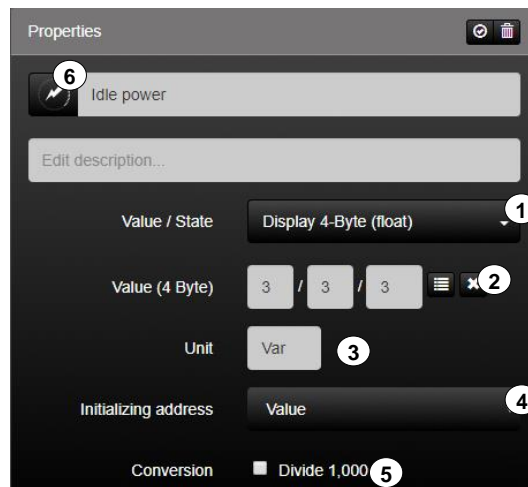 Properties
6
Idle power
Edit description...
Value / State Display 4-Byte (float) 1
Value (4 Byte) 3 / 3 / 3 2
Unit Var 3
Initializing address Value 4
Conversion Divide 1,000 5